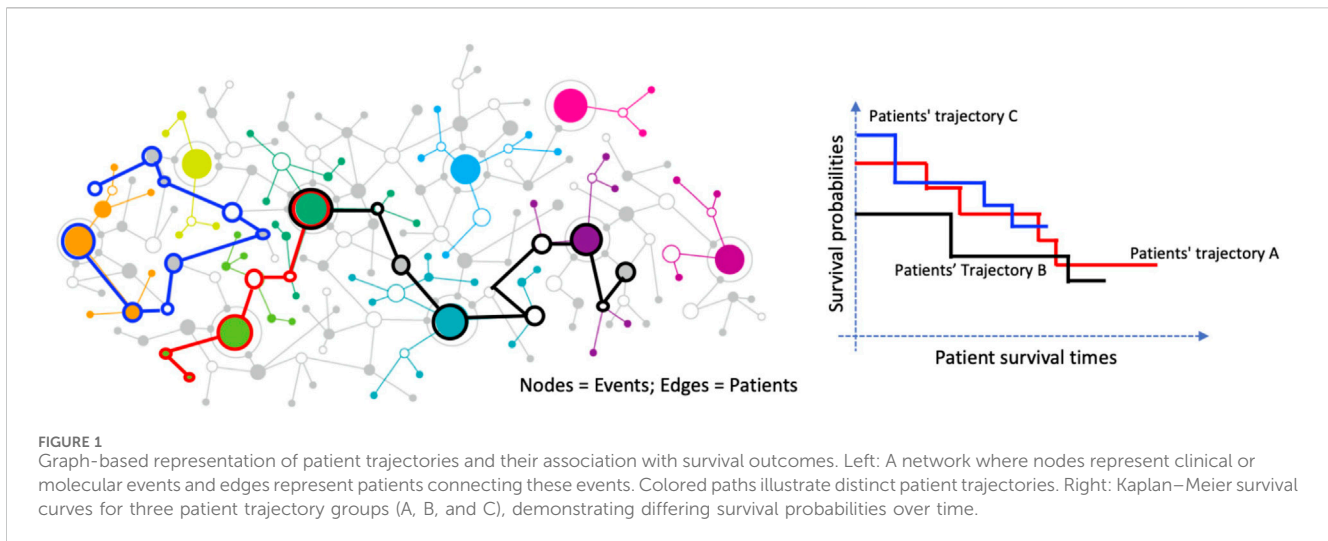 Nodes = Events; Edges = Patients
Patients' trajectory C
Patients' trajectory A
Patients' Trajectory B
Survival probabilities
Patient survival times
FIGURE 1
Graph-based representation of patient trajectories and their association with survival outcomes. Left: A network where nodes represent clinical or
molecular events and edges represent patients connecting these events. Colored paths illustrate distinct patient trajectories. Right: Kaplan–Meier survival
curves for three patient trajectory groups (A, B, and C), demonstrating differing survival probabilities over time.